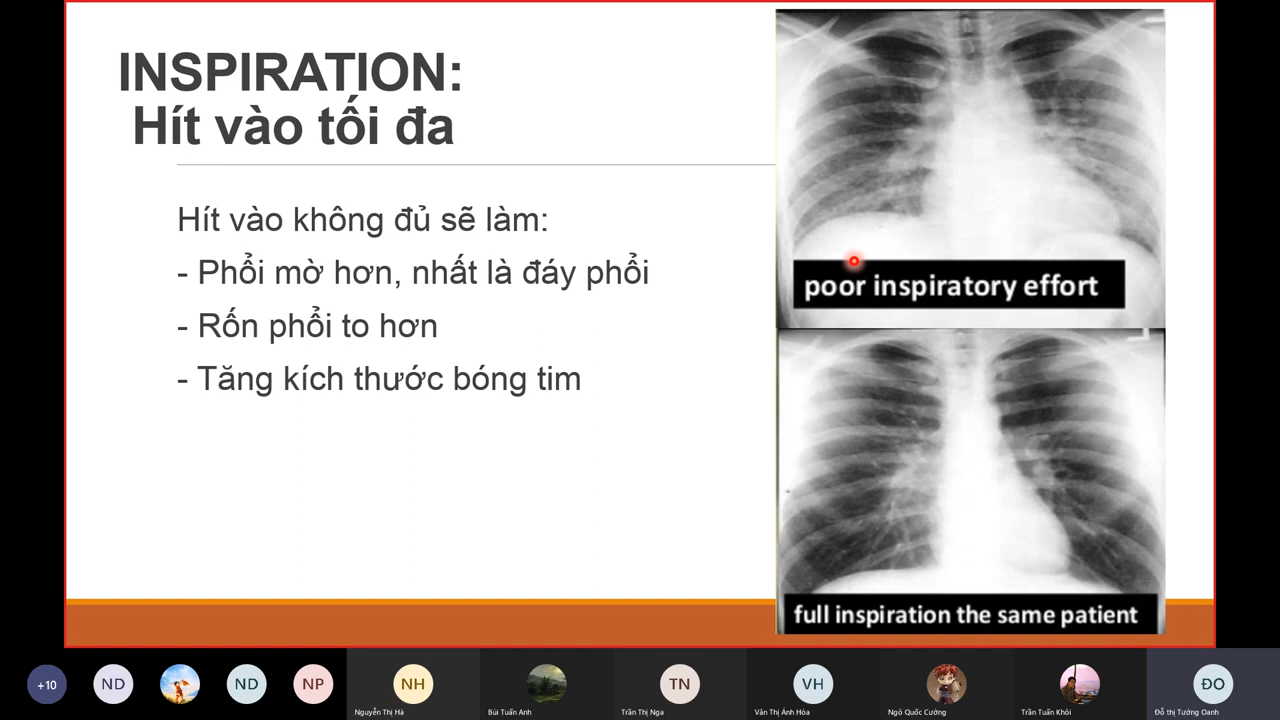 INSPIRATION:
Hít vào tối đa
Hít vào không đủ sẽ làm:
- Phổi mờ hơn, nhất là đáy phổi
- Rốn phổi to hơn
- Tăng kích thước bóng tim
poor inspiratory effort
full inspiration the same patient
+10
ND
ND
NP
NH
TN
VH
ĐO
Nguyễn Thị Hà
Bùi Tuấn Anh
Trần Thị Nga
Văn Thị Ánh Hòa
Ngô Quốc Cường
Trần Tuấn Khôi
Đỗ thị Tường Oanh